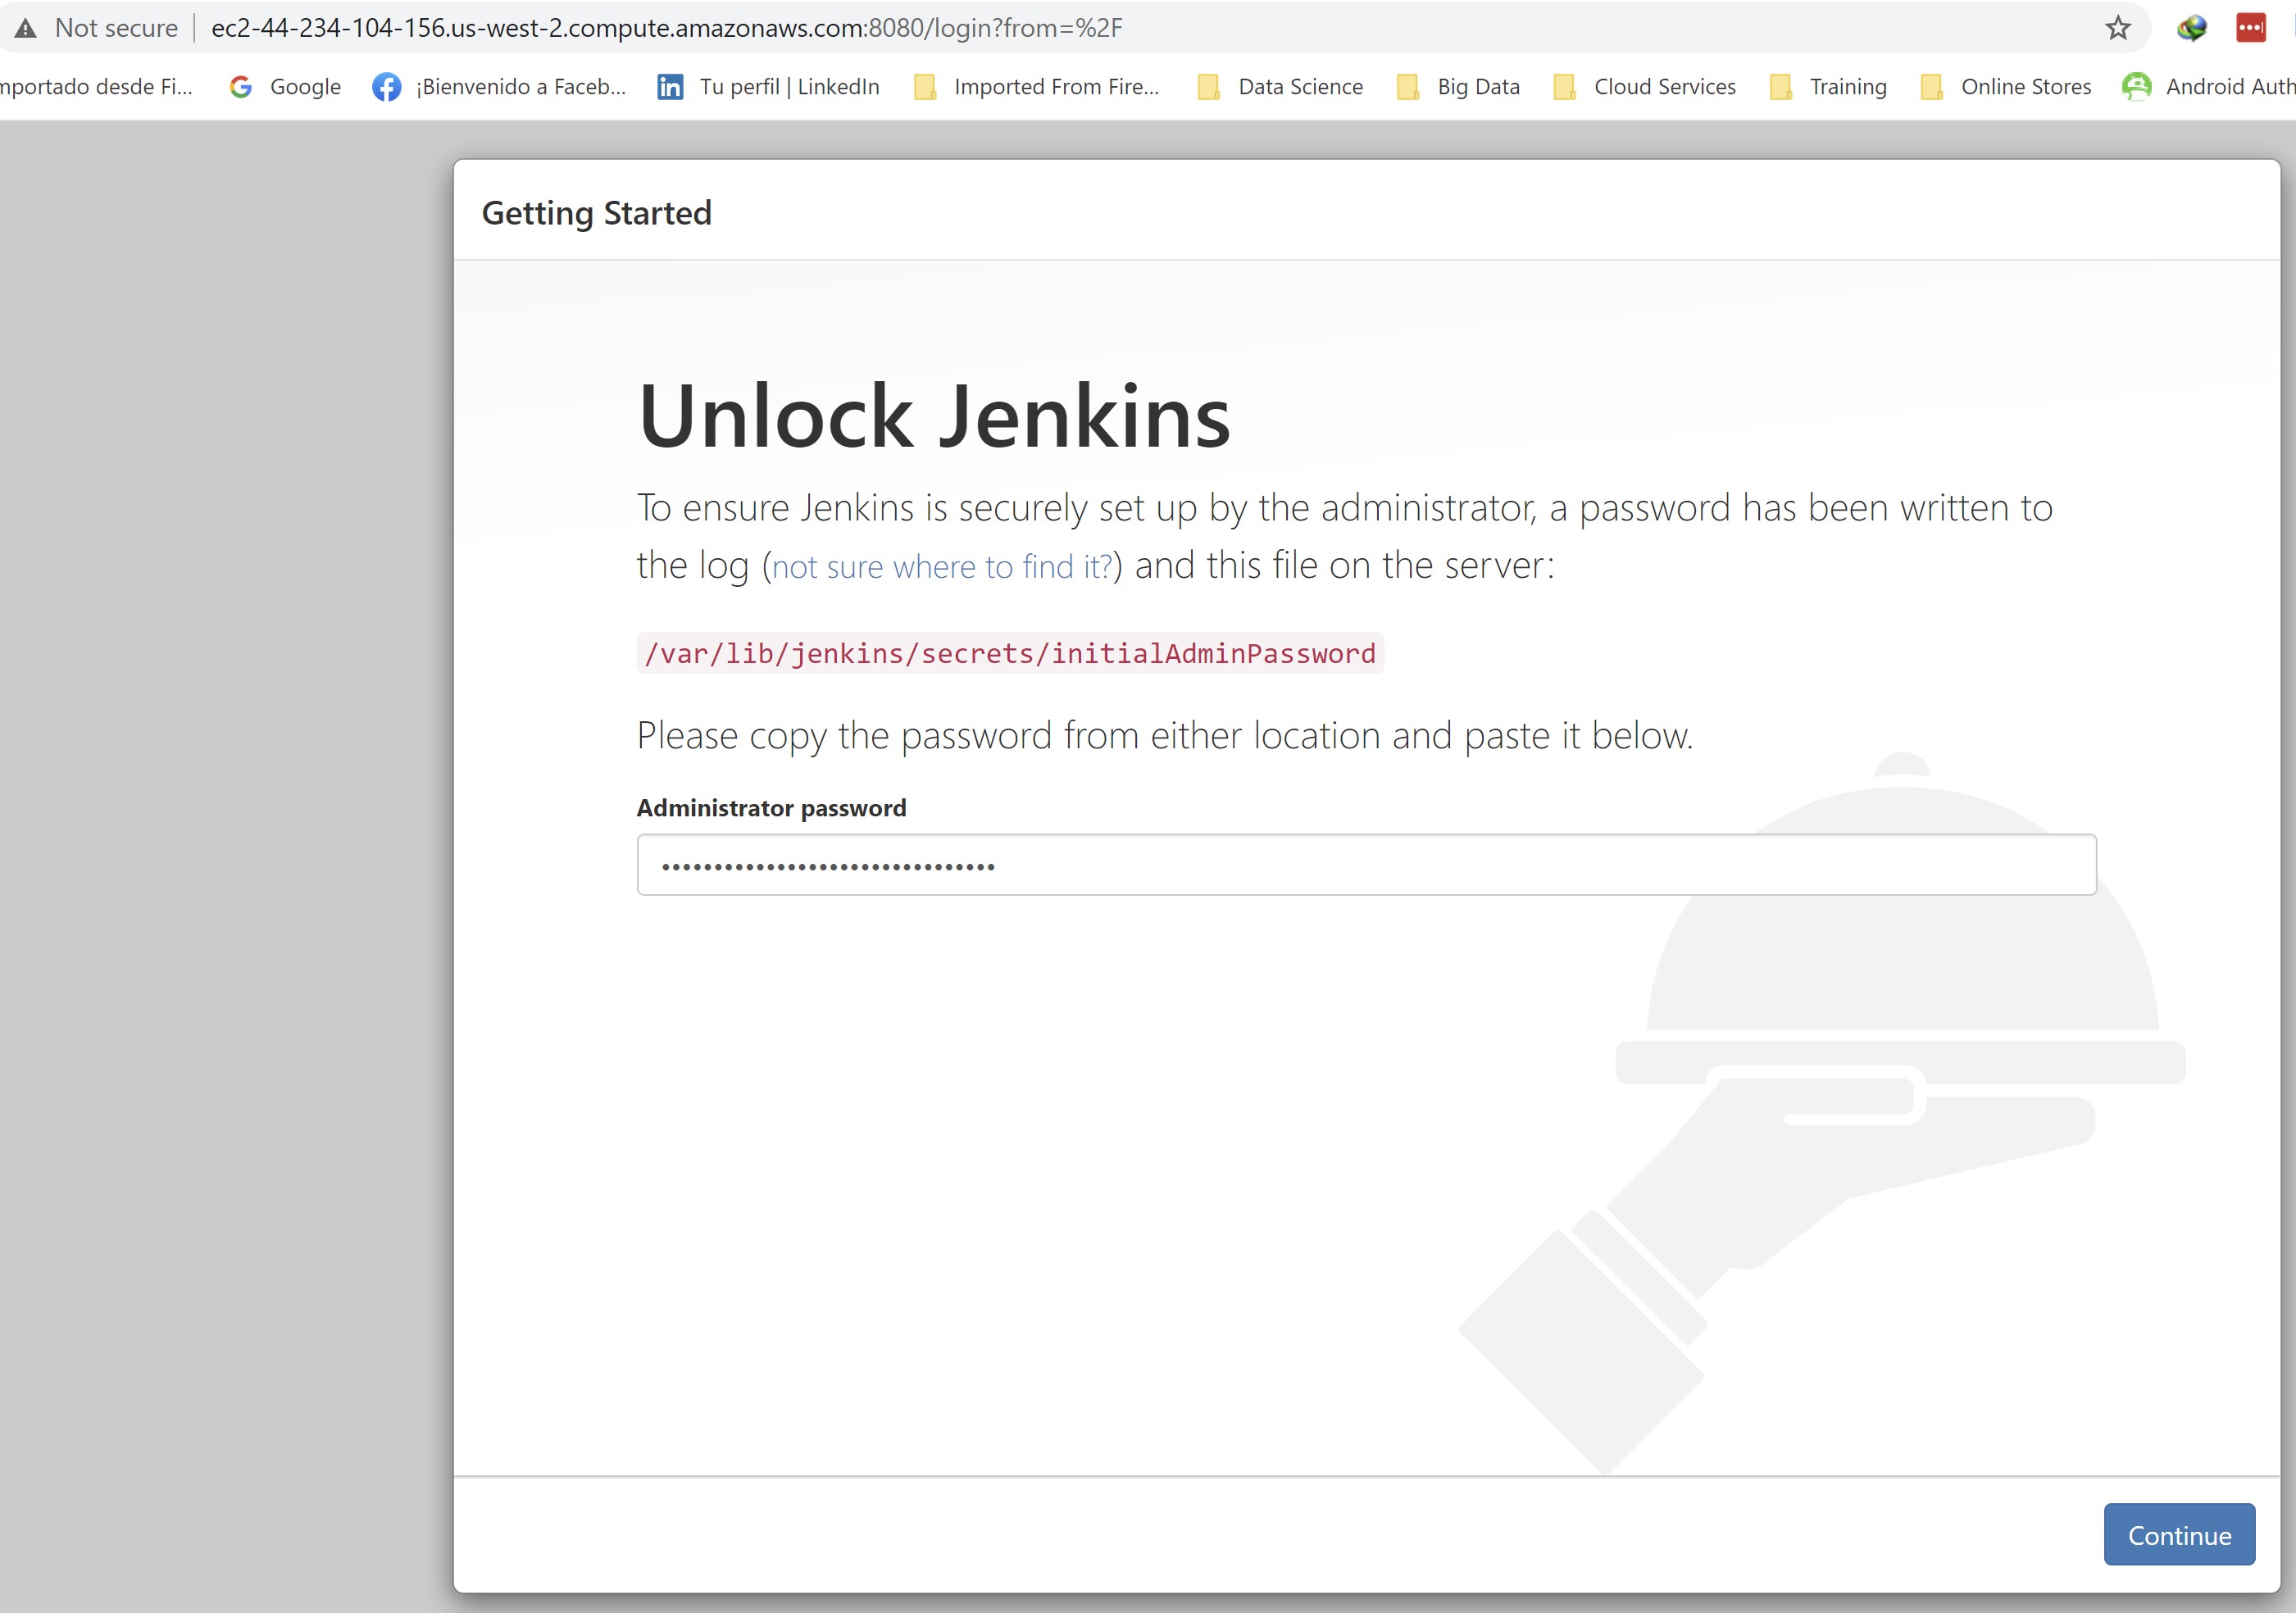 Not secure ec2-44-234-104-156.us-west-2.compute.amazonaws.com:8080/login?from=%2F
mportado desde Fi... Google ¡Bienvenido a Faceb... Tu perfil | LinkedIn Imported From Fire... Data Science Big Data Cloud Services Training Online Stores Android Auth
Getting Started
Unlock Jenkins
To ensure Jenkins is securely set up by the administrator, a password has been written to
the log (not sure where to find it?) and this file on the server:
/var/lib/jenkins/secrets/initialAdminPassword
Please copy the password from either location and paste it below.
Administrator password
Continue